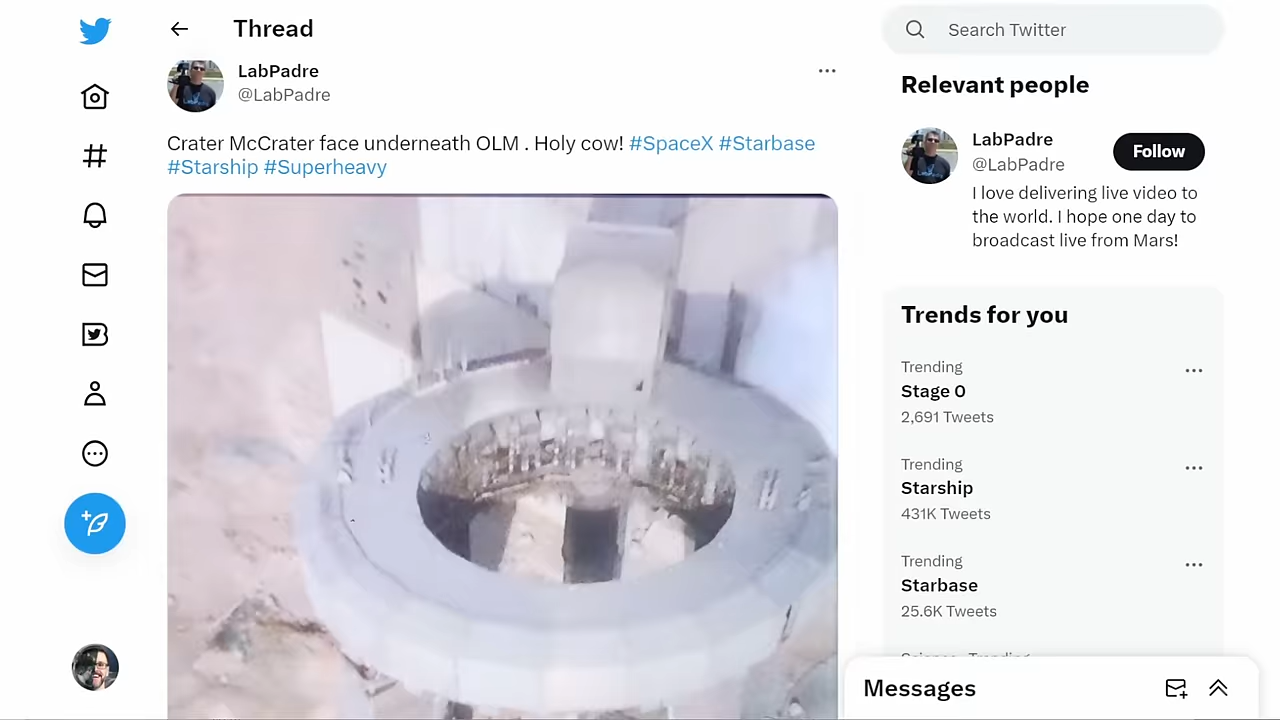 Thread
Search Twitter
LabPadre
@LabPadre
Crater McCrater face underneath OLM . Holy cow! #SpaceX #Starbase
#Starship #Superheavy
Relevant people
LabPadre
@LabPadre
Follow
I love delivering live video to
the world. I hope one day to
broadcast live from Mars!
Trends for you
Trending
Stage 0
2,691 Tweets
Trending
Starship
431K Tweets
Trending
Starbase
25.6K Tweets
Messages